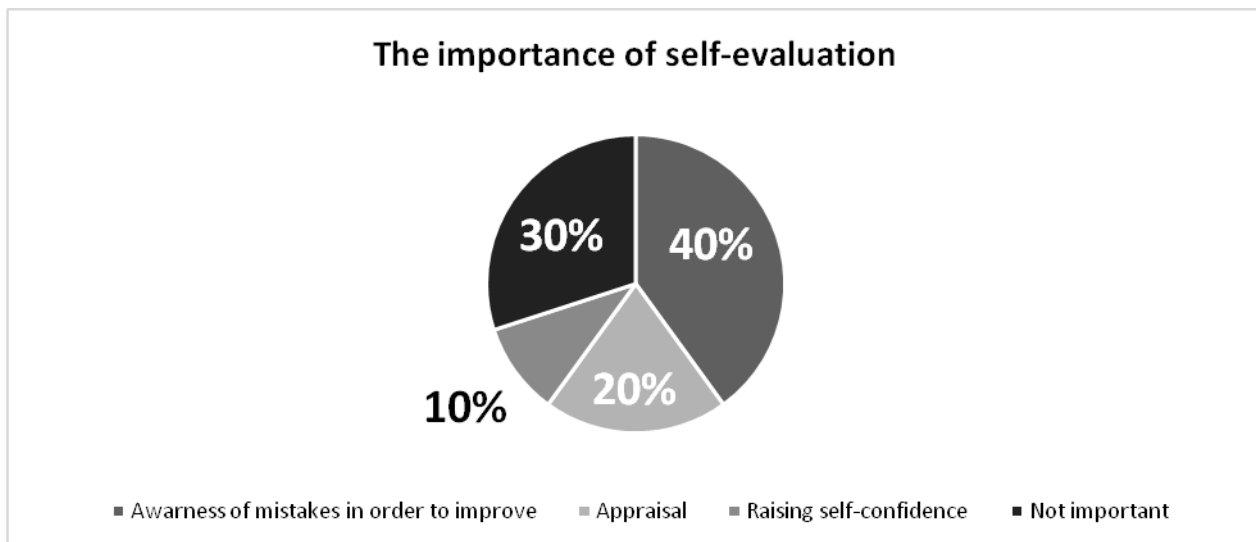 The importance of self-evaluation
30%
40%
20%
10%
Awarness of mistakes in order to improve Appraisal Raising self-confidence Not important